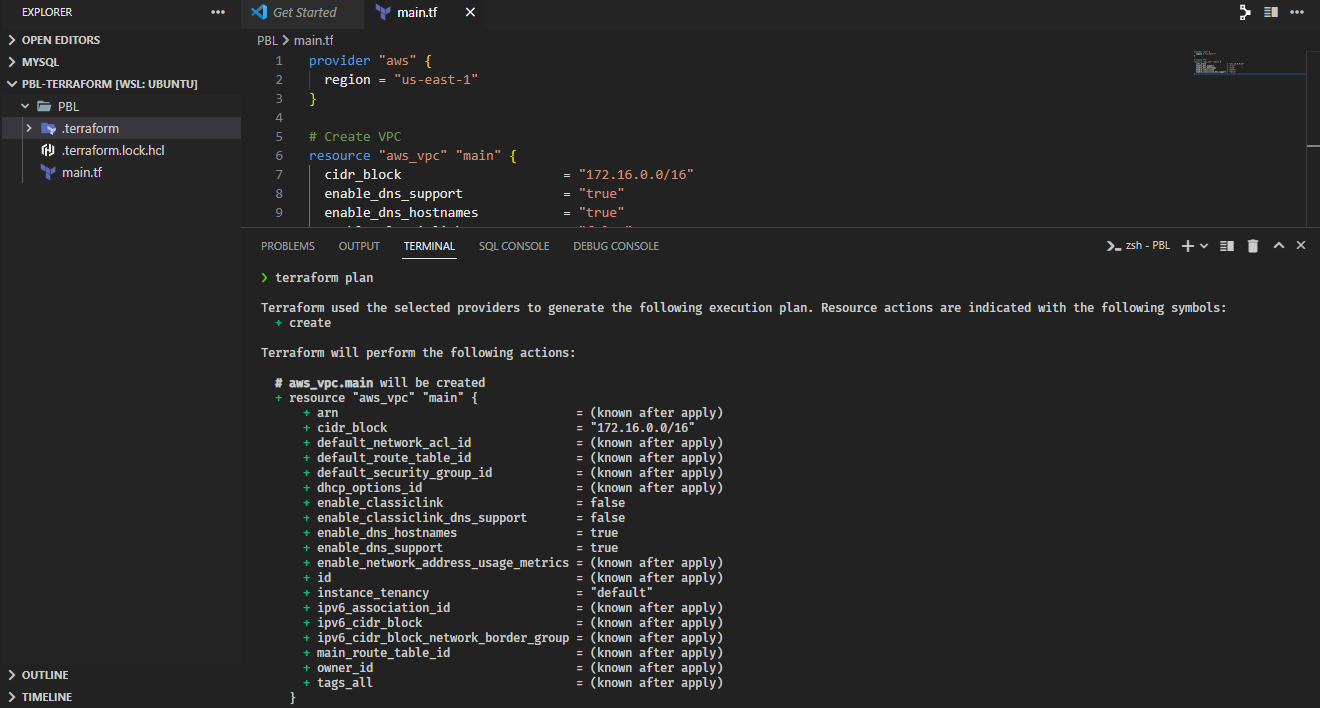 EXPLORER
OPEN EDITORS
MYSQL
PBL-TERRAFORM [WSL: UBUNTU]
PBL
.terraform
.terraform.lock.hcl
main.tf
OUTLINE
TIMELINE
Get Started
main.tf
PBL > main.tf
1 provider "aws" {
2 region = "us-east-1"
3 }
4
5 # Create VPC
6 resource "aws_vpc" "main" {
7 cidr_block = "172.16.0.0/16"
8 enable_dns_support = "true"
9 enable_dns_hostnames = "true"
PROBLEMS OUTPUT TERMINAL SQL CONSOLE DEBUG CONSOLE
zsh - PBL
❯ terraform plan
Terraform used the selected providers to generate the following execution plan. Resource actions are indicated with the following symbols:
+ create
Terraform will perform the following actions:
# aws_vpc.main will be created
+ resource "aws_vpc" "main" {
+ arn = (known after apply)
+ cidr_block = "172.16.0.0/16"
+ default_network_acl_id = (known after apply)
+ default_route_table_id = (known after apply)
+ default_security_group_id = (known after apply)
+ dhcp_options_id = (known after apply)
+ enable_classiclink = false
+ enable_classiclink_dns_support = false
+ enable_dns_hostnames = true
+ enable_dns_support = true
+ enable_network_address_usage_metrics = (known after apply)
+ id = (known after apply)
+ instance_tenancy = "default"
+ ipv6_association_id = (known after apply)
+ ipv6_cidr_block = (known after apply)
+ ipv6_cidr_block_network_border_group = (known after apply)
+ main_route_table_id = (known after apply)
+ owner_id = (known after apply)
+ tags_all = (known after apply)
}